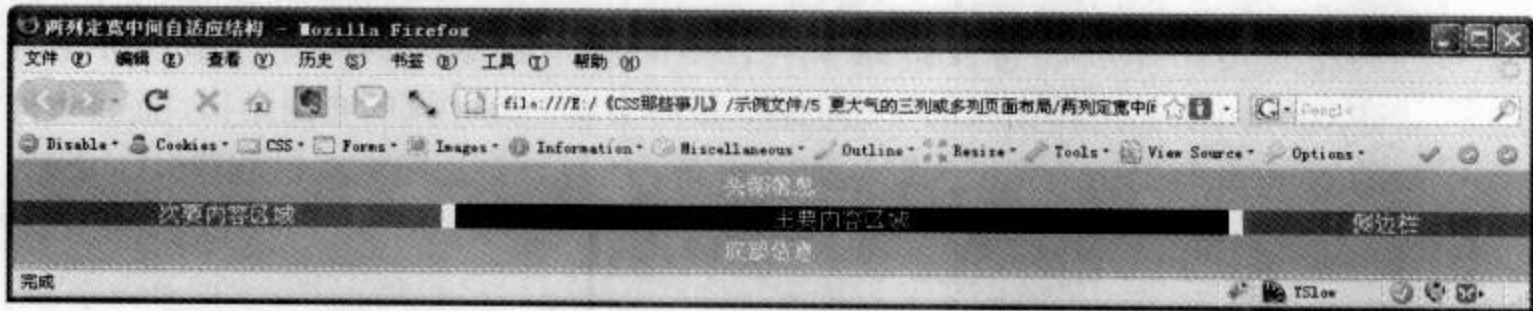 两列定宽中间自适应结构 - Mozilla Firefox
文件 (F) 编辑 (E) 查看 (V) 历史 (S) 书签 (B) 工具 (T) 帮助 (H)
file:///E:/《CSS那些事儿》/示例文件/5 更大气的三列或多列页面布局/两列定宽中间 Google
Disable Cookies CSS Forms Images Information Miscellaneous Outline Resize Tools View Source Options
头部信息
次要内容区域 主要内容区域 侧边栏
底部信息
完成 YSlow